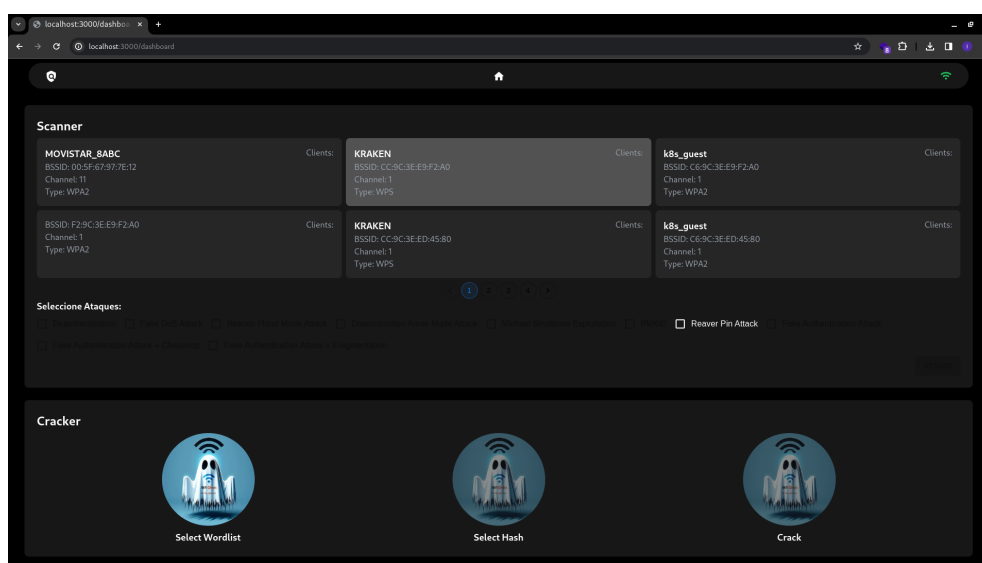 localhost:3000/dashbo
localhost:3000/dashboard
Scanner
MOVISTAR_8ABC
Clients:
BSSID: 00:5F:67:97:7E:12
Channel: 11
Type: WPA2
KRAKEN
Clients:
BSSID: CC:9C:3E:E9:F2:A0
Channel: 1
Type: WPS
k8s_guest
Clients:
BSSID: C6:9C:3E:E9:F2:A0
Channel: 1
Type: WPA2
BSSID: F2:9C:3E:E9:F2:A0
Clients:
Channel: 1
Type: WPA2
KRAKEN
Clients:
BSSID: CC:9C:3E:ED:45:80
Channel: 1
Type: WPS
k8s_guest
Clients:
BSSID: C6:9C:3E:ED:45:80
Channel: 1
Type: WPA2
1 2 3 4
Seleccione Ataques:
Reaver Pin Attack
Cracker
Select Wordlist
Select Hash
Crack